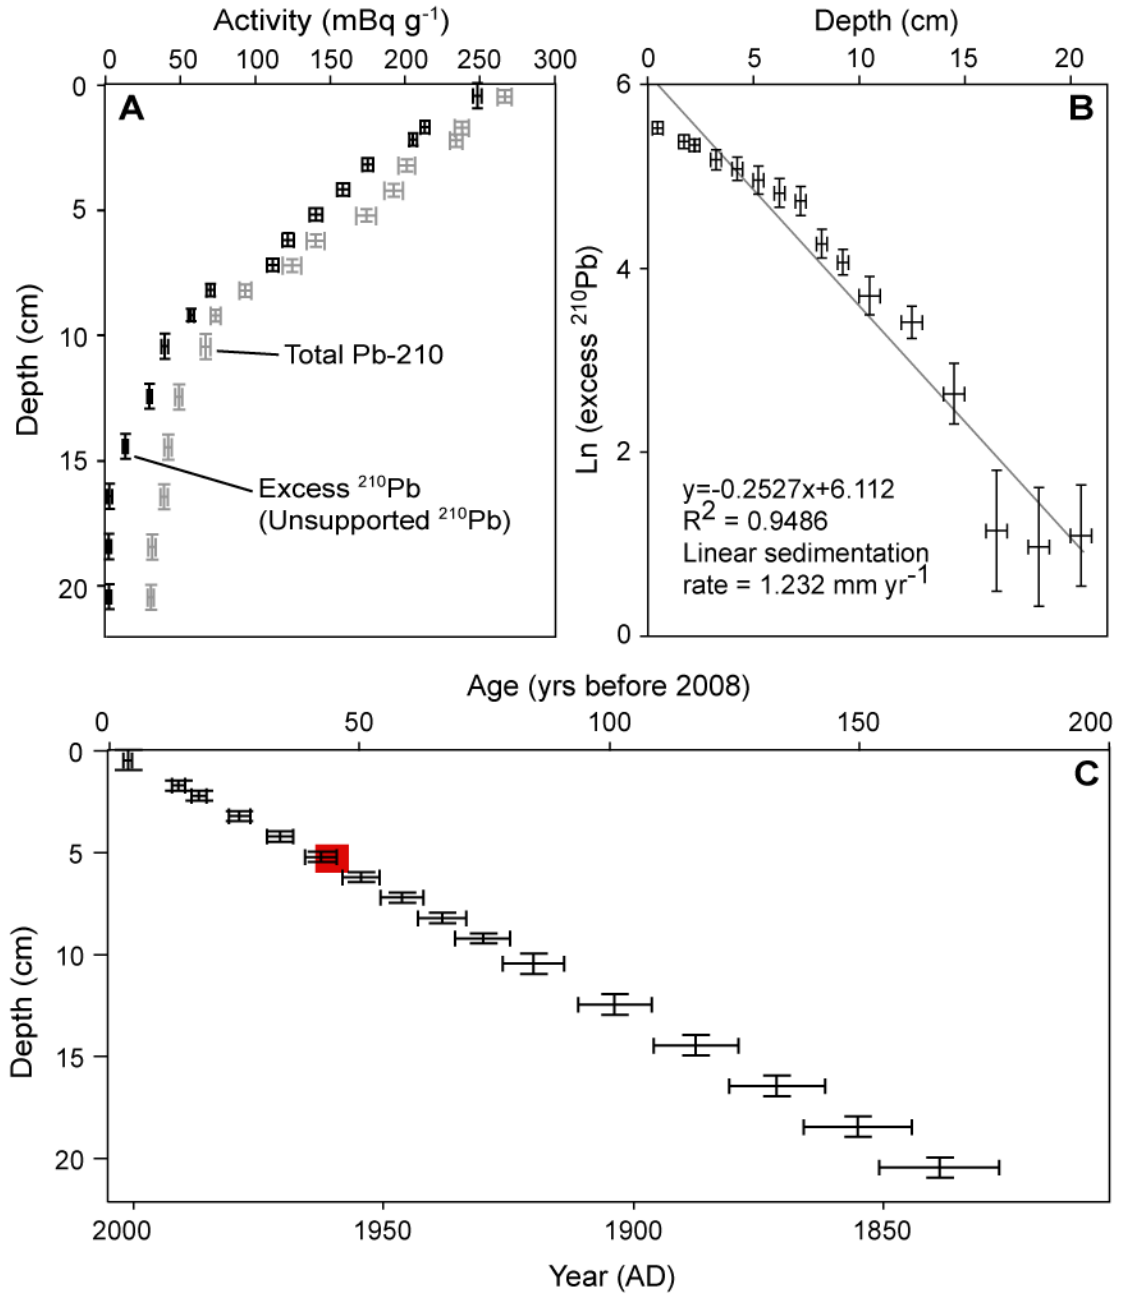 Activity (mBq g⁻¹)
0 50 100 150 200 250 300
0
5
10
15
20
Depth (cm)
A
Total Pb-210
Excess ²¹⁰Pb
(Unsupported ²¹⁰Pb)
Depth (cm)
0 5 10 15 20
6
4
2
0
Ln (excess ²¹⁰Pb)
B
y=-0.2527x+6.112
R² = 0.9486
Linear sedimentation
rate = 1.232 mm yr⁻¹
Age (yrs before 2008)
0 50 100 150 200
0
5
10
15
20
Depth (cm)
C
2000 1950 1900 1850
Year (AD)